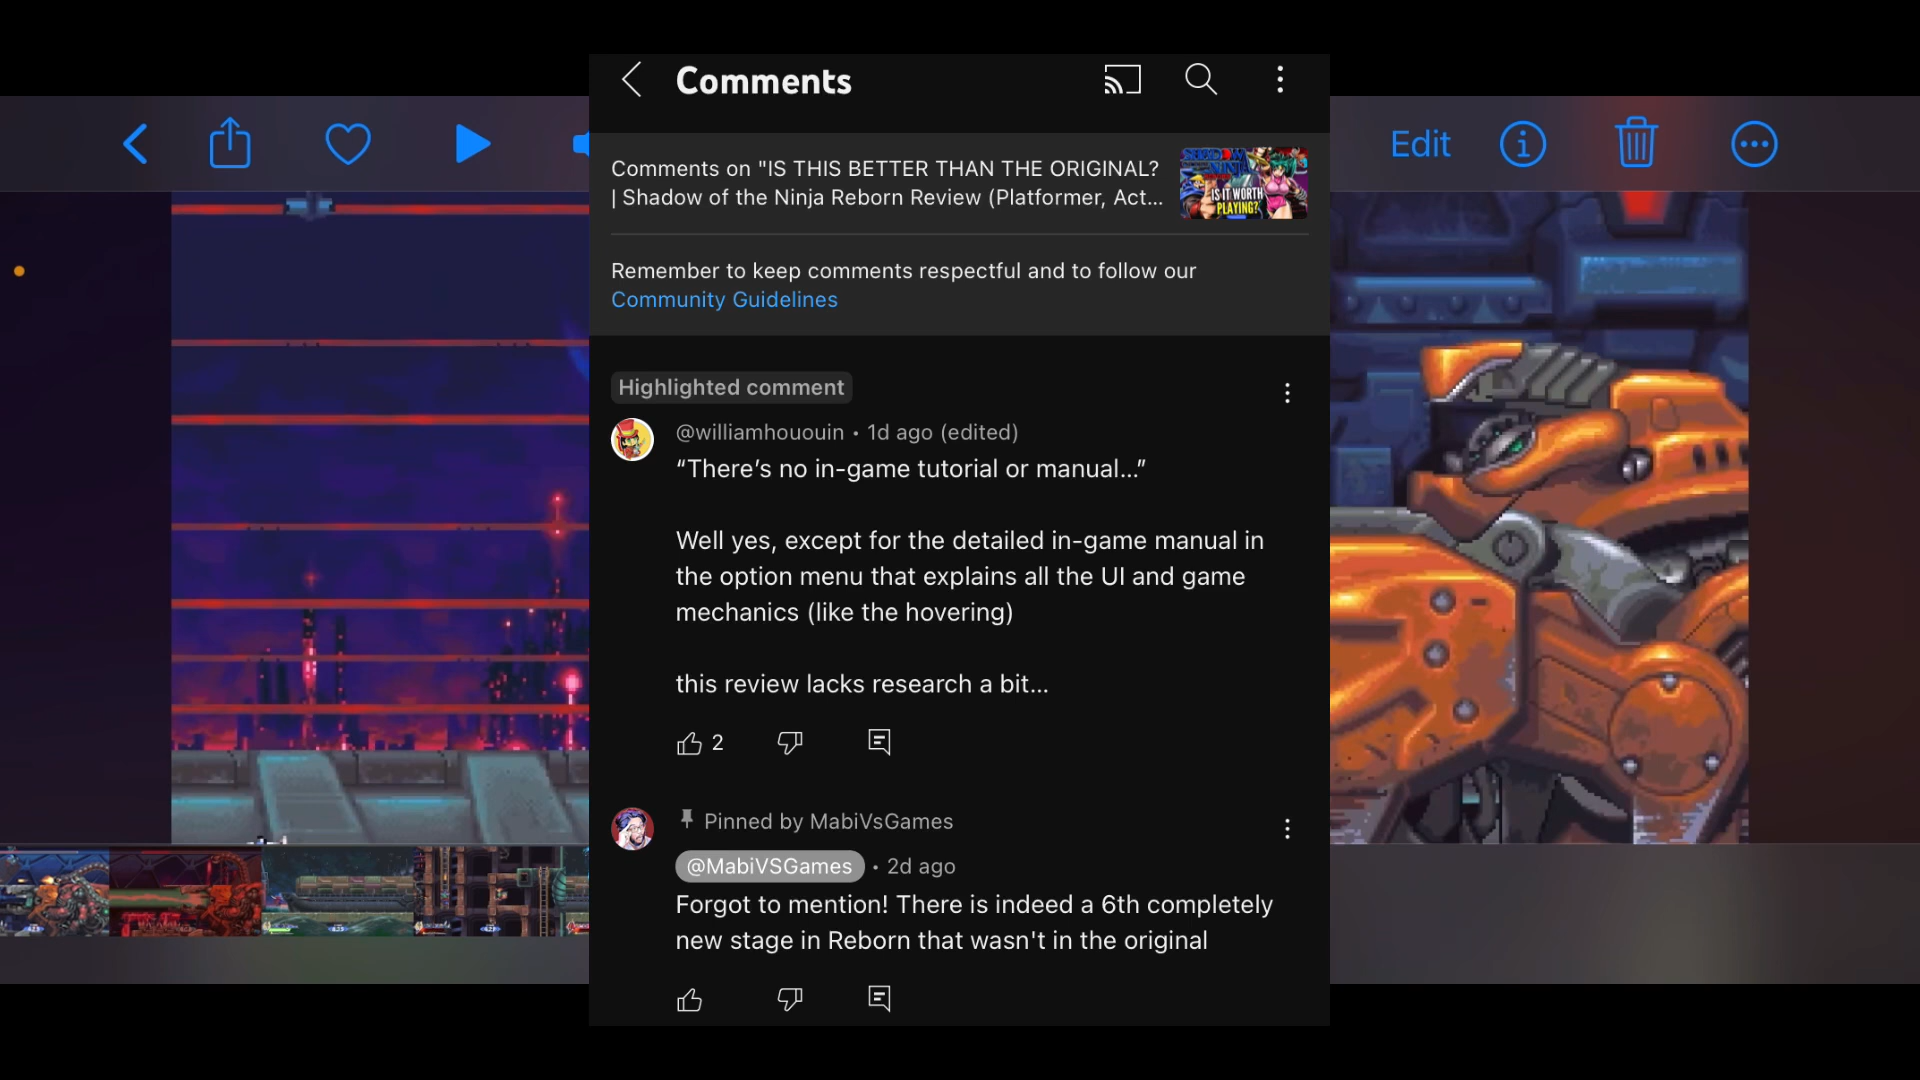 Comments
Edit
Comments on "IS THIS BETTER THAN THE ORIGINAL?
| Shadow of the Ninja Reborn Review (Platformer, Act...
SHADOW
NINJA
IS IT WORTH
PLAYING?
Remember to keep comments respectful and to follow our
Community Guidelines
Highlighted comment
@williamhououin • 1d ago (edited)
“There’s no in-game tutorial or manual...”
Well yes, except for the detailed in-game manual in
the option menu that explains all the UI and game
mechanics (like the hovering)
this review lacks research a bit...
2
Pinned by MabiVsGames
@MabiVSGames • 2d ago
Forgot to mention! There is indeed a 6th completely
new stage in Reborn that wasn't in the original